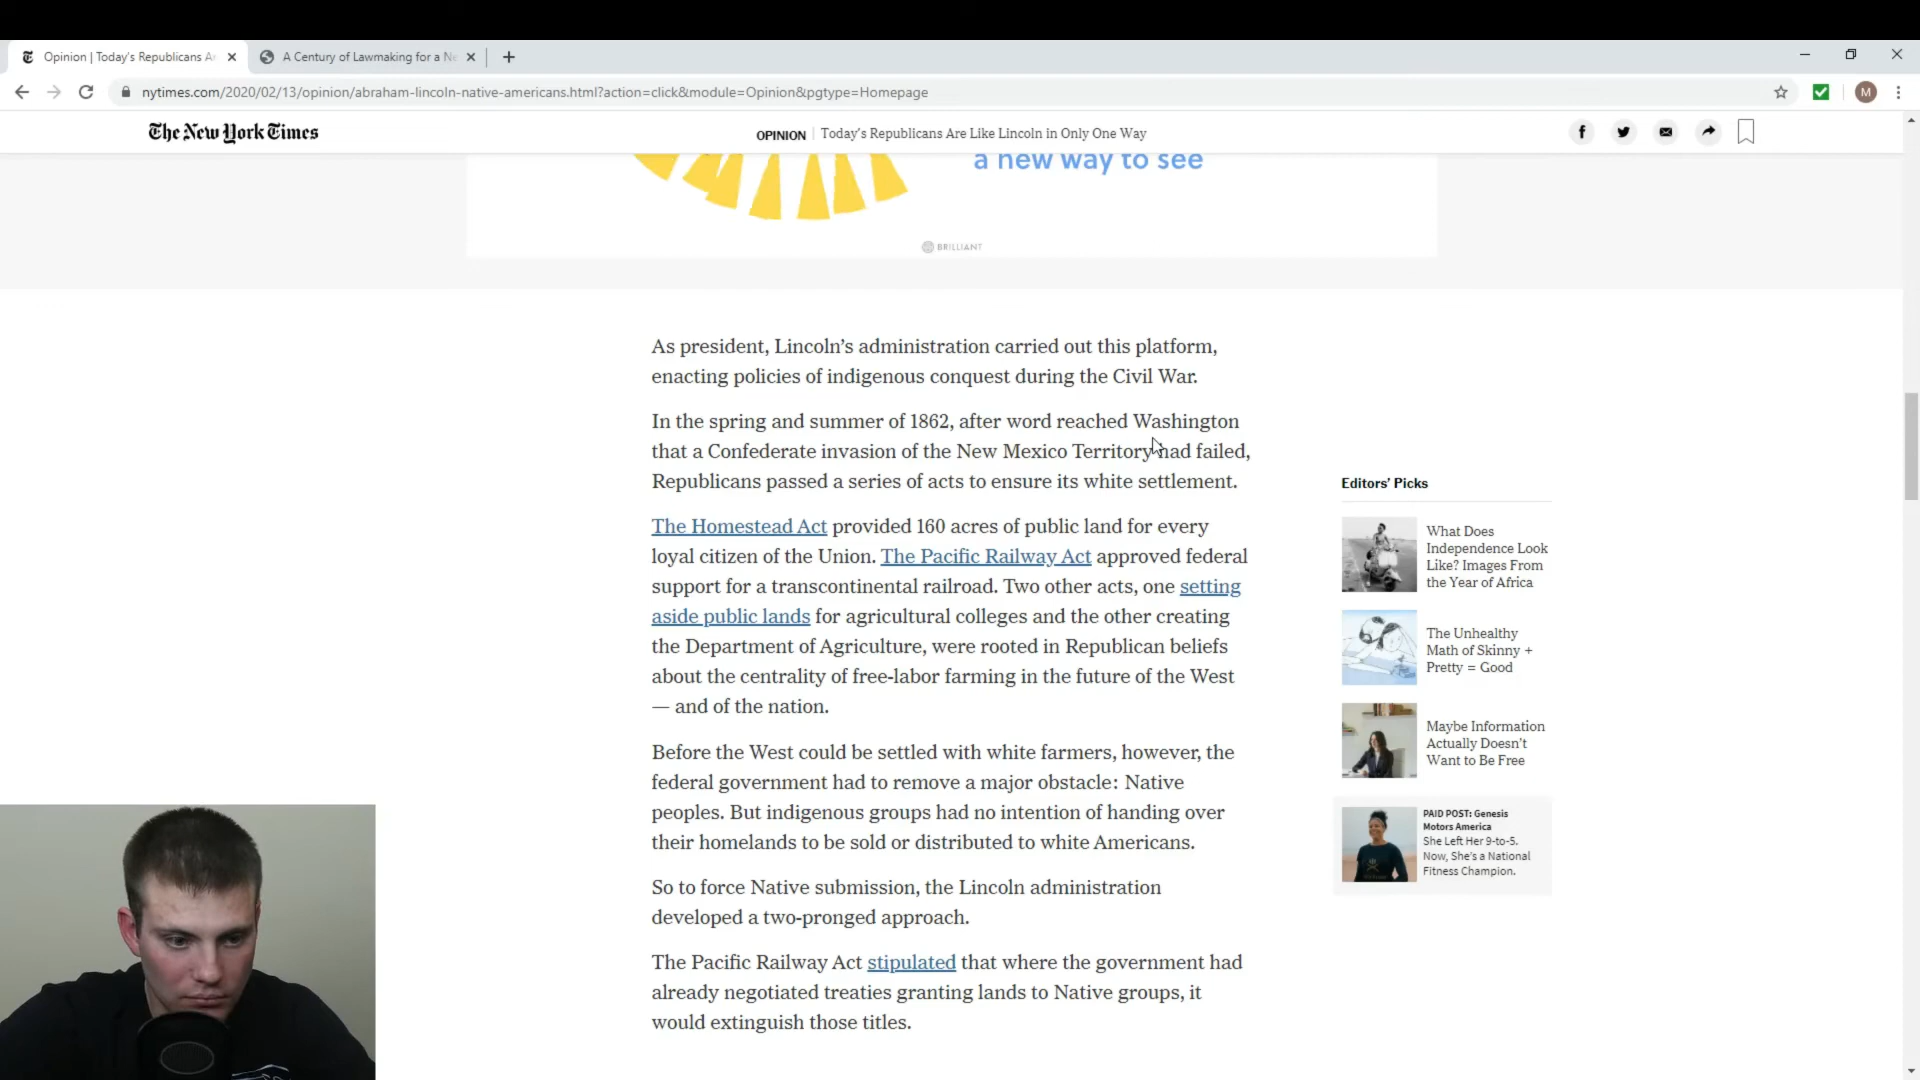 Opinion | Today's Republicans A
A Century of Lawmaking for a Ne
nytimes.com/2020/02/13/opinion/abraham-lincoln-native-americans.html?action=click&module=Opinion&pgtype=Homepage
M
The New York Times
OPINION | Today's Republicans Are Like Lincoln in Only One Way
a new way to see
BRILLIANT
As president, Lincoln's administration carried out this platform,
enacting policies of indigenous conquest during the Civil War.
In the spring and summer of 1862, after word reached Washington
that a Confederate invasion of the New Mexico Territory had failed,
Republicans passed a series of acts to ensure its white settlement.
The Homestead Act provided 160 acres of public land for every
loyal citizen of the Union. The Pacific Railway Act approved federal
support for a transcontinental railroad. Two other acts, one setting
aside public lands for agricultural colleges and the other creating
the Department of Agriculture, were rooted in Republican beliefs
about the centrality of free-labor farming in the future of the West
— and of the nation.
Before the West could be settled with white farmers, however, the
federal government had to remove a major obstacle: Native
peoples. But indigenous groups had no intention of handing over
their homelands to be sold or distributed to white Americans.
So to force Native submission, the Lincoln administration
developed a two-pronged approach.
The Pacific Railway Act stipulated that where the government had
already negotiated treaties granting lands to Native groups, it
would extinguish those titles.
Editors' Picks
What Does
Independence Look
Like? Images From
the Year of Africa
The Unhealthy
Math of Skinny +
Pretty = Good
Maybe Information
Actually Doesn't
Want to Be Free
PAID POST: Genesis
Motors America
She Left Her 9-to-5.
Now, She's a National
Fitness Champion.